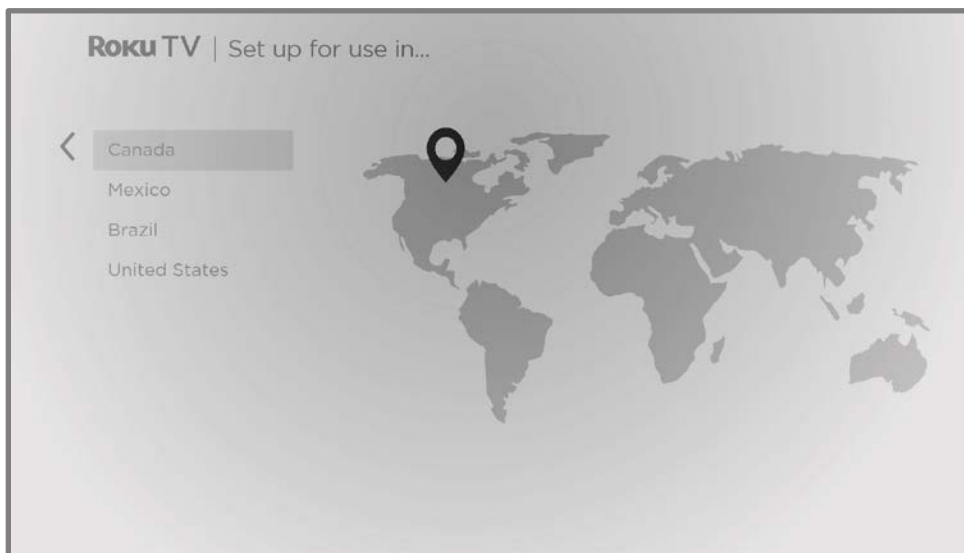 Roku TV | Set up for use in...
Canada
Mexico
Brazil
United States